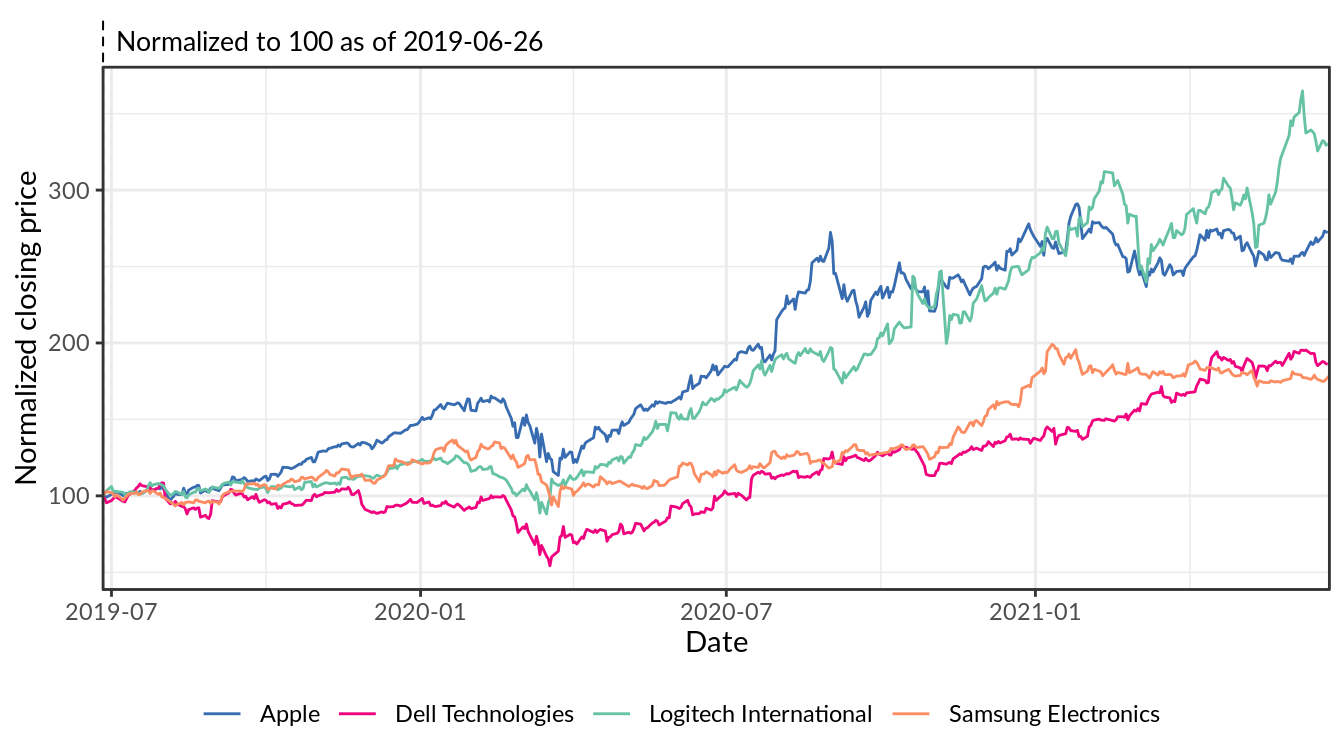 Normalized to 100 as of 2019-06-26
Normalized closing price
300
200
100
2019-07 2020-01 2020-07 2021-01
Date
Apple Dell Technologies Logitech International Samsung Electronics